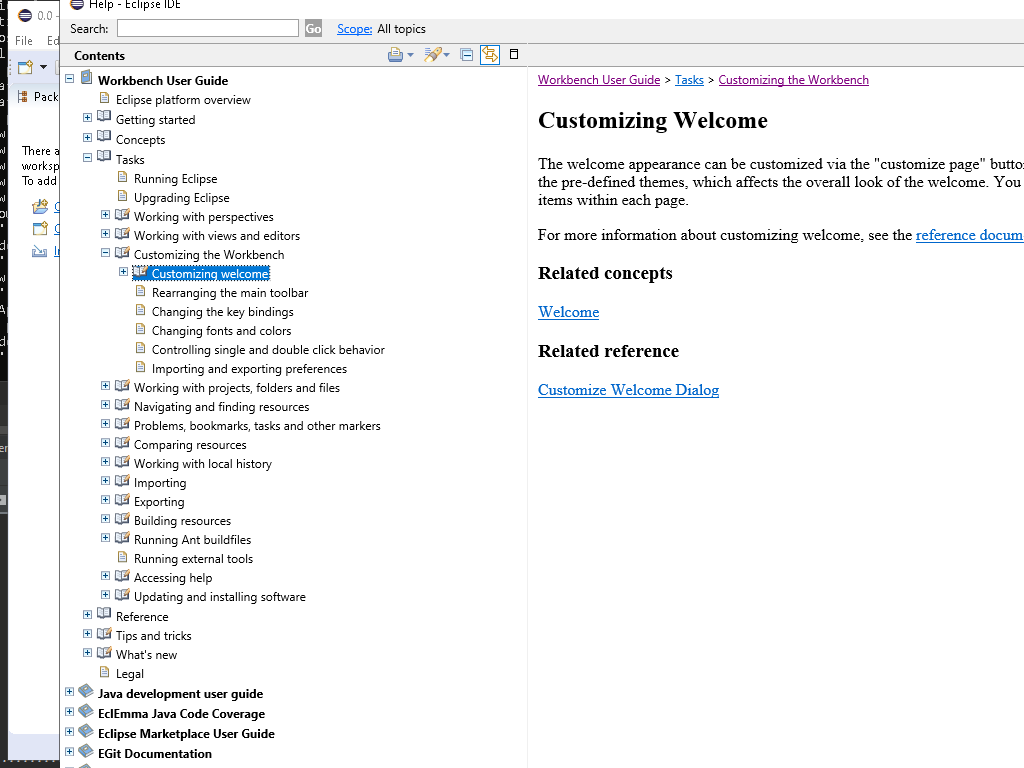 Help - Eclipse IDE
0.0 -
File Ed
Search: Go Scope: All topics
Contents
Pack
There a
worksp
To add
Workbench User Guide
Eclipse platform overview
Getting started
Concepts
Tasks
Running Eclipse
Upgrading Eclipse
Working with perspectives
Working with views and editors
Customizing the Workbench
Customizing welcome
Rearranging the main toolbar
Changing the key bindings
Changing fonts and colors
Controlling single and double click behavior
Importing and exporting preferences
Working with projects, folders and files
Navigating and finding resources
Problems, bookmarks, tasks and other markers
Comparing resources
Working with local history
Importing
Exporting
Building resources
Running Ant buildfiles
Running external tools
Accessing help
Updating and installing software
Reference
Tips and tricks
What's new
Legal
Java development user guide
EclEmma Java Code Coverage
Eclipse Marketplace User Guide
EGit Documentation
Workbench User Guide > Tasks > Customizing the Workbench
Customizing Welcome
The welcome appearance can be customized via the "customize page" button
the pre-defined themes, which affects the overall look of the welcome. You
items within each page.
For more information about customizing welcome, see the reference docum
Related concepts
Welcome
Related reference
Customize Welcome Dialog